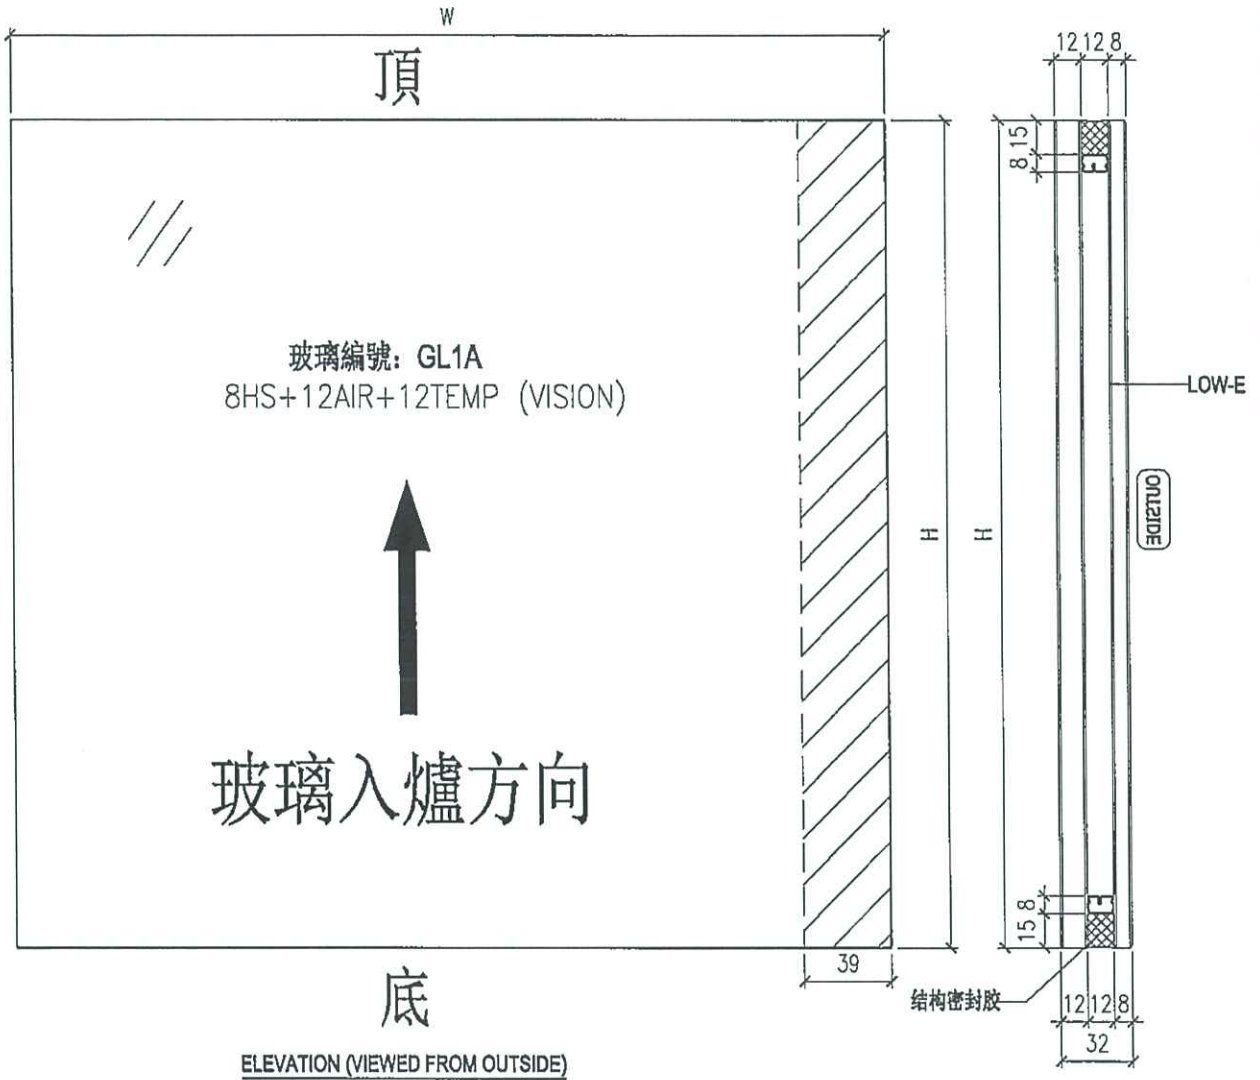 W
頂
12 12 8
15
8
玻璃編號：GL1A
8HS+12AIR+12TEMP (VISION)
LOW-E
OUTSIDE
H
H
玻璃入爐方向
8
15
39
底
结构密封胶
12 12 8
32
ELEVATION (VIEWED FROM OUTSIDE)